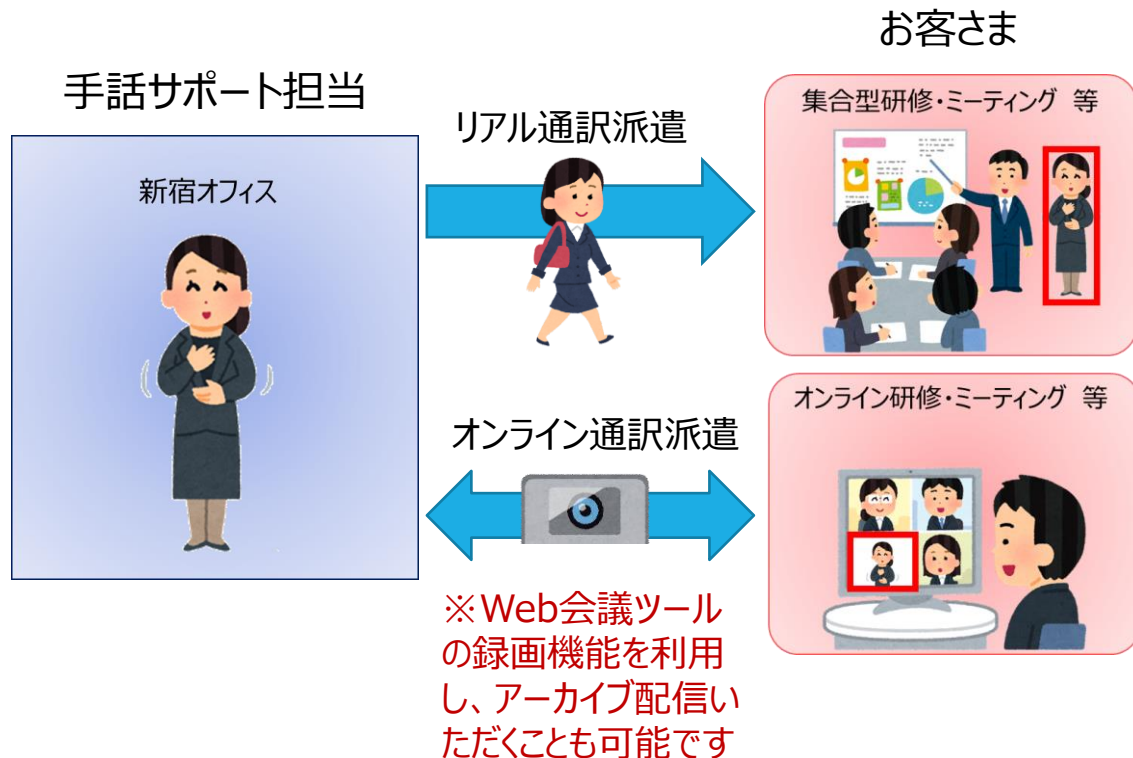 お客さま
手話サポート担当
新宿オフィス
リアル通訳派遣
集合型研修・ミーティング 等
オンライン通訳派遣
オンライン研修・ミーティング 等
※Web会議ツール
の録画機能を利用
し、アーカイブ配信い
ただくことも可能です